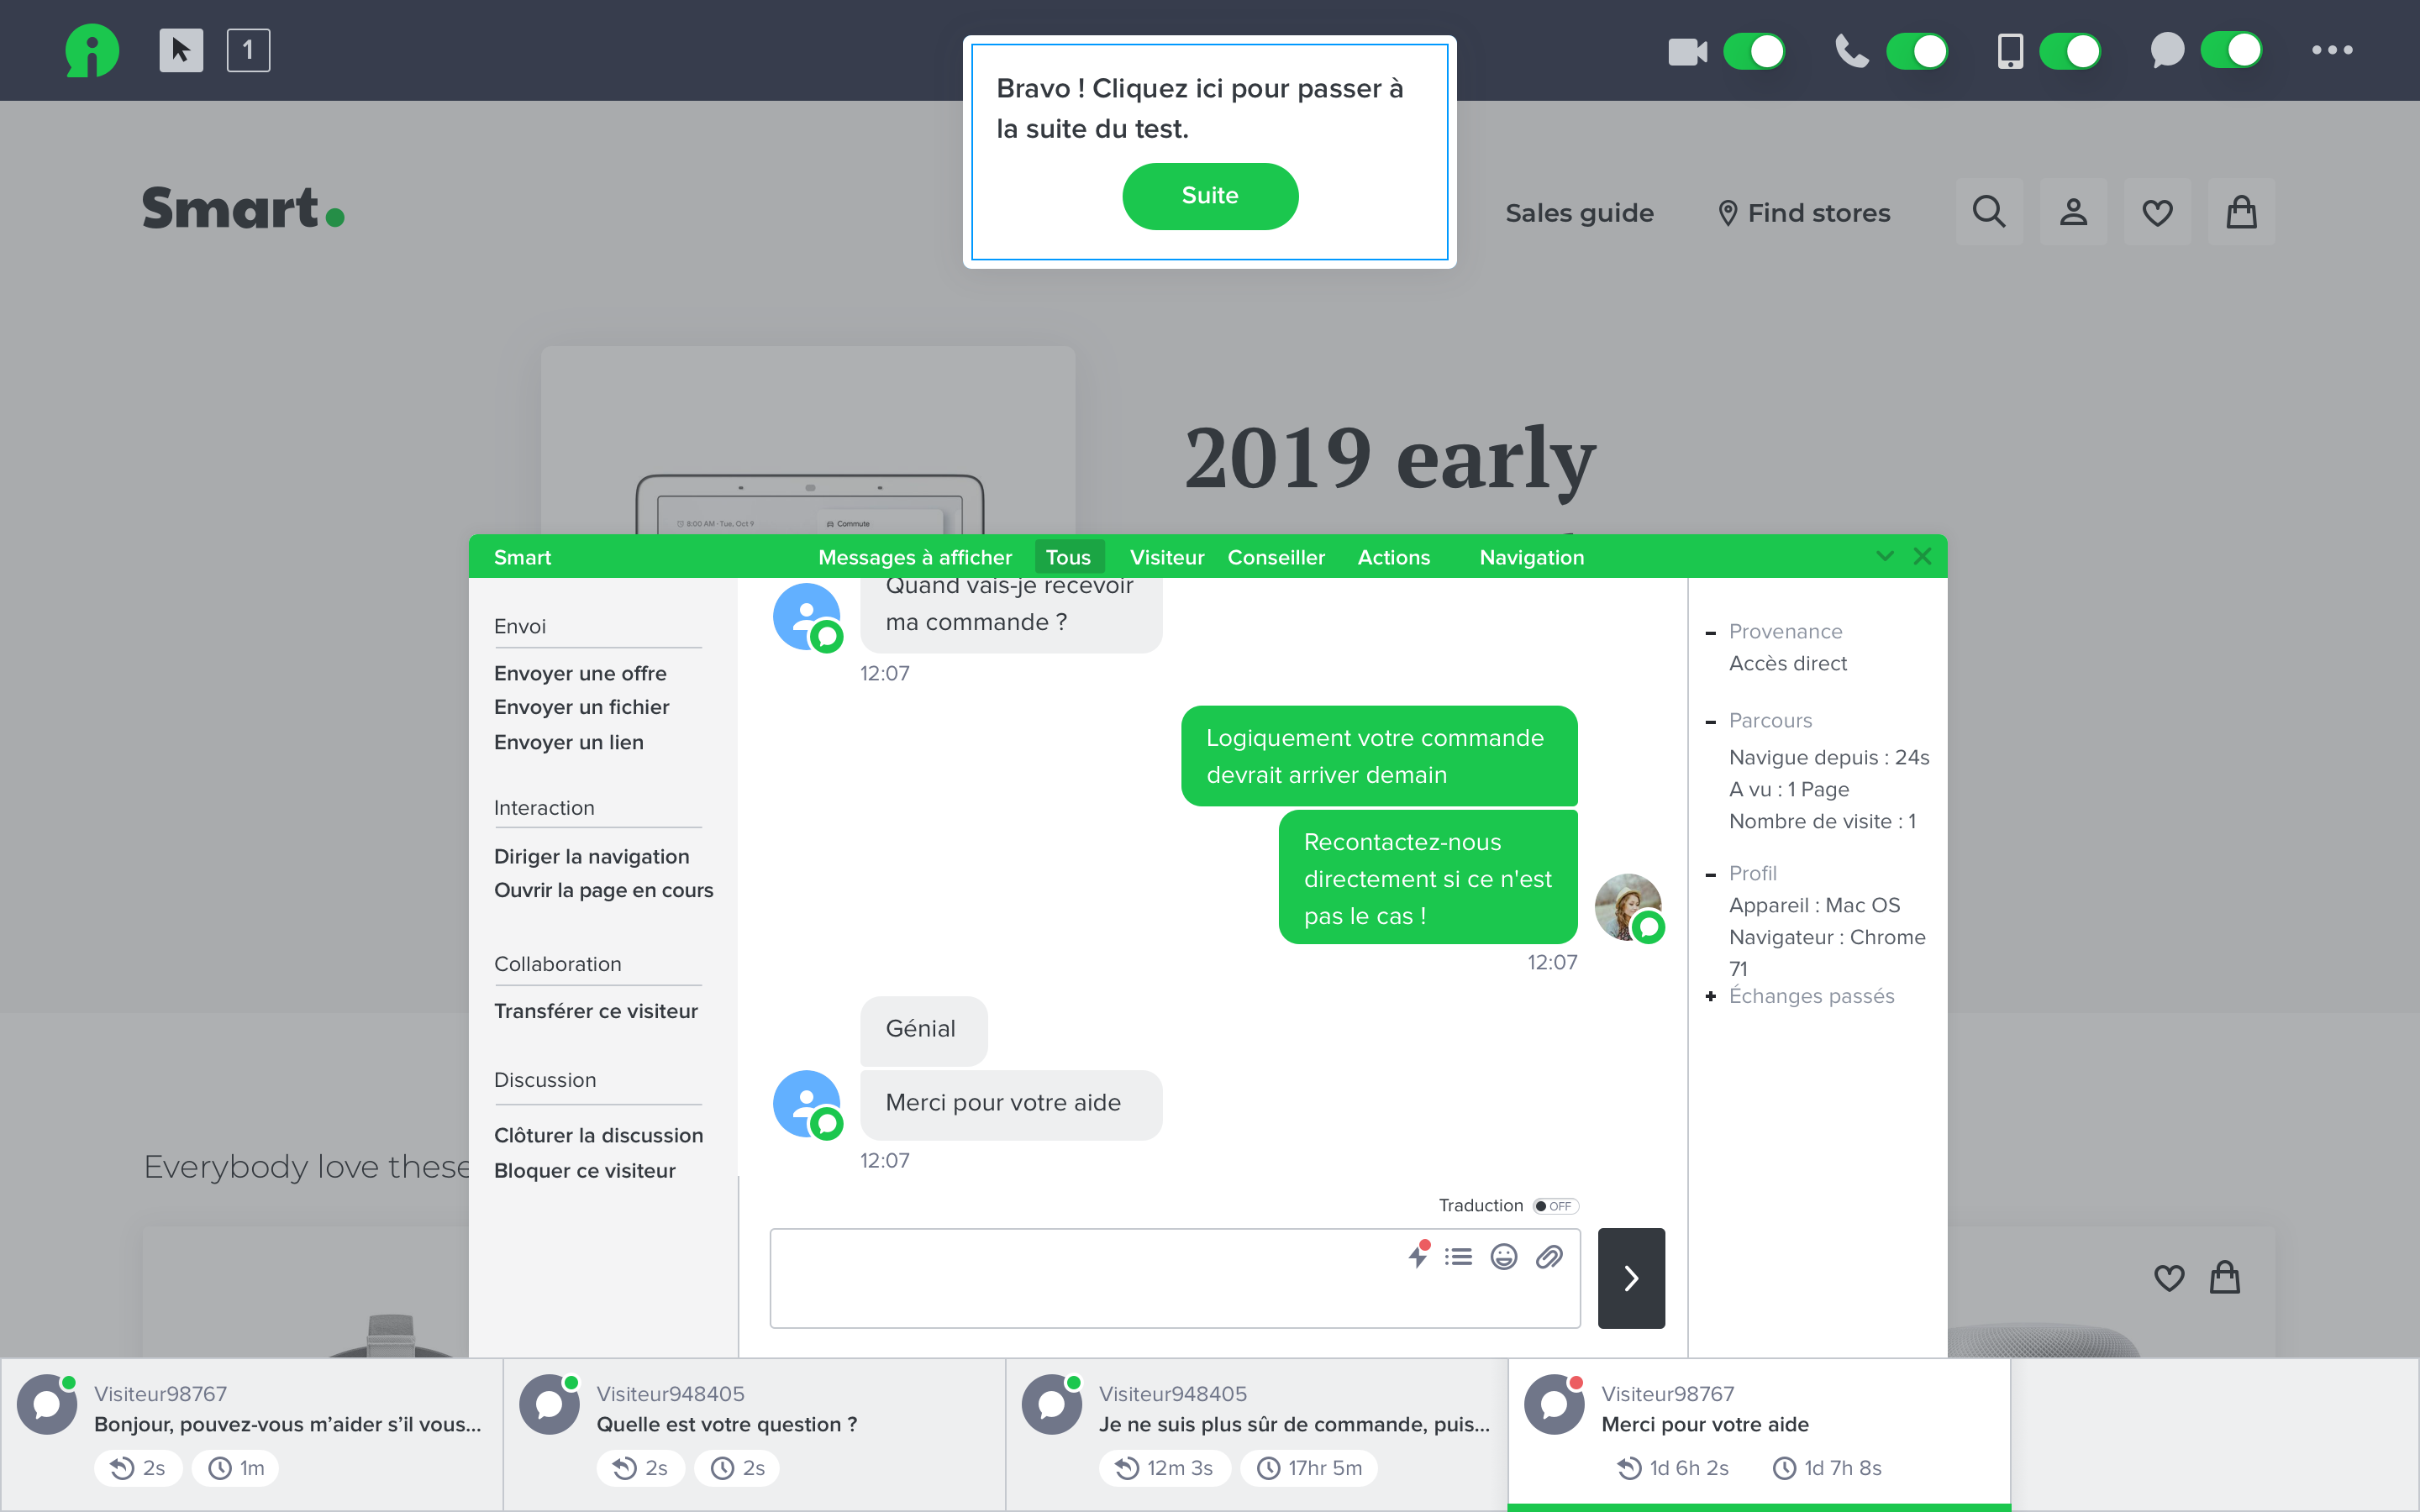 1
Bravo ! Cliquez ici pour passer à
la suite du test.
Suite
Smart.
Sales guide
Find stores
2019 early
8:00 AM - Tue, Oct 9
Commute
Smart
Messages à afficher
Tous
Visiteur
Conseiller
Actions
Navigation
Envoi
Envoyer une offre
Envoyer un fichier
Envoyer un lien
Interaction
Diriger la navigation
Ouvrir la page en cours
Collaboration
Transférer ce visiteur
Discussion
Clôturer la discussion
Bloquer ce visiteur
Quand vais-je recevoir
ma commande ?
12:07
Logiquement votre commande
devrait arriver demain
Recontactez-nous
directement si ce n'est
pas le cas !
12:07
Génial
Merci pour votre aide
12:07
Traduction
OFF
Provenance
Accès direct
Parcours
Navigue depuis : 24s
A vu : 1 Page
Nombre de visite : 1
Profil
Appareil : Mac OS
Navigateur : Chrome
71
Échanges passés
Everybody love these
Visiteur98767
Bonjour, pouvez-vous m’aider s’il vous...
2s
1m
Visiteur948405
Quelle est votre question ?
2s
2s
Visiteur948405
Je ne suis plus sûr de commande, puis...
12m 3s
17hr 5m
Visiteur98767
Merci pour votre aide
1d 6h 2s
1d 7h 8s